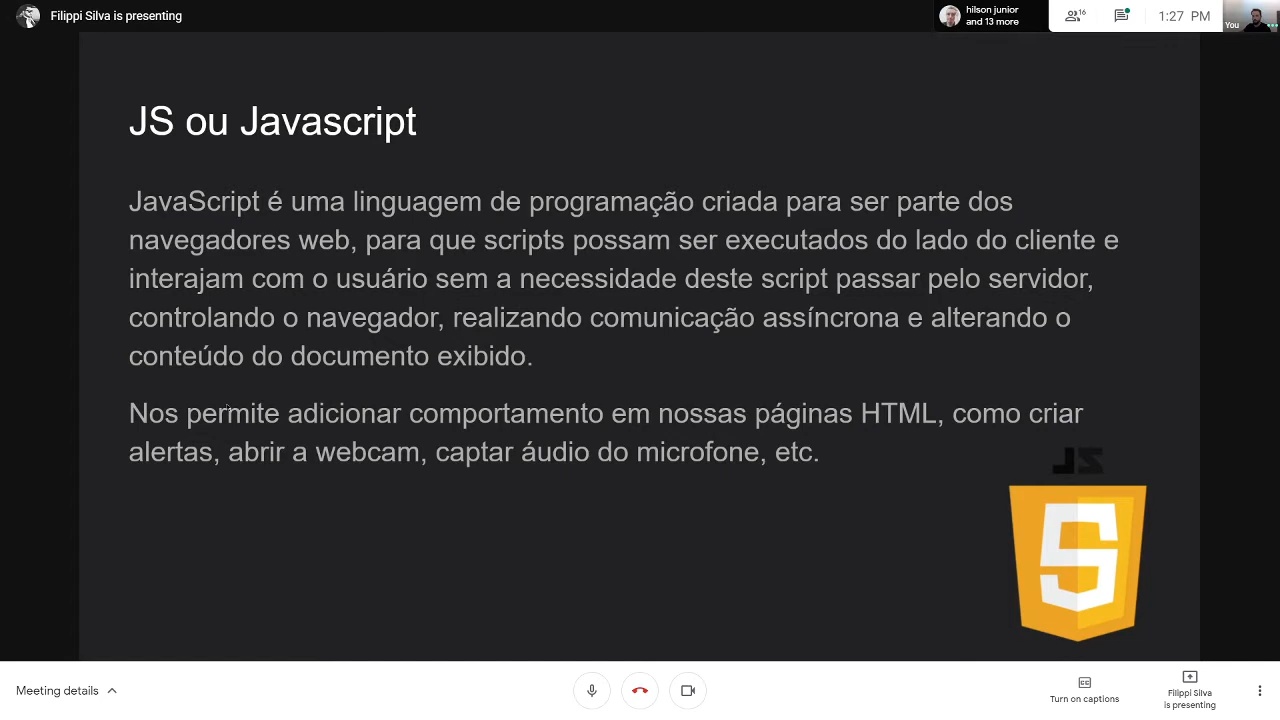 Filippi Silva is presenting
hilson junior
and 13 more
16
1:27 PM
You
JS ou Javascript
JavaScript é uma linguagem de programação criada para ser parte dos
navegadores web, para que scripts possam ser executados do lado do cliente e
interajam com o usuário sem a necessidade deste script passar pelo servidor,
controlando o navegador, realizando comunicação assíncrona e alterando o
conteúdo do documento exibido.
Nos permite adicionar comportamento em nossas páginas HTML, como criar
alertas, abrir a webcam, captar áudio do microfone, etc.
JS
5
Meeting details
CC
Turn on captions
Filippi Silva
is presenting